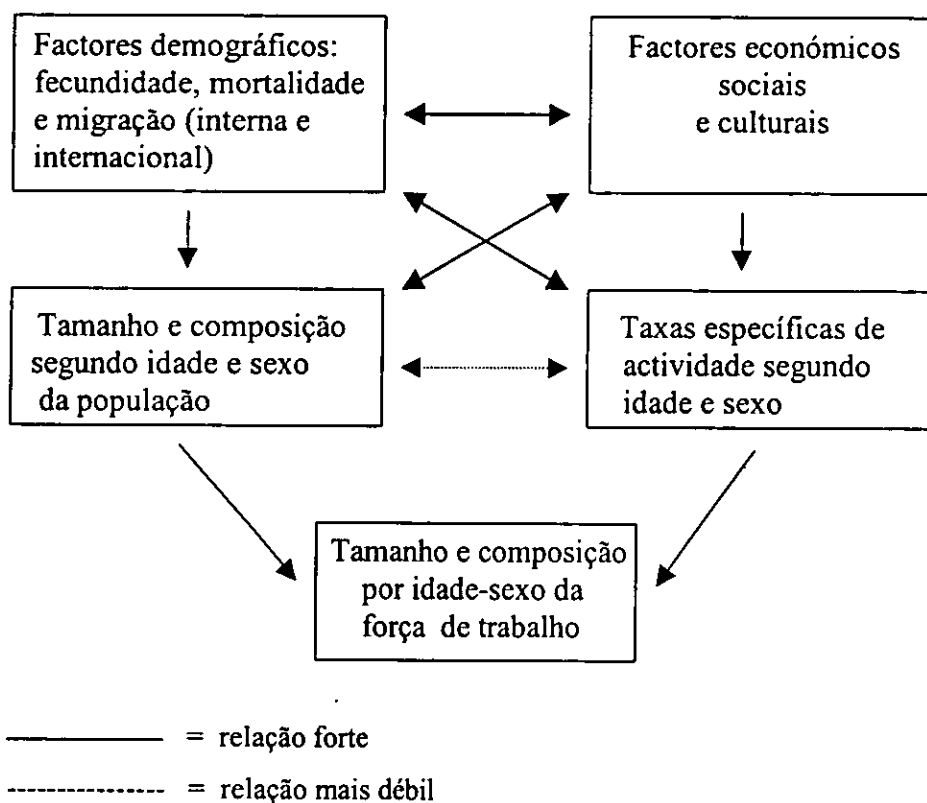 Factores demográficos:
fecundidade, mortalidade
e migração (interna e
internacional)
Factores económicos
sociais
e culturais
Tamanho e composição
segundo idade e sexo
da população
Taxas específicas de
actividade segundo
idade e sexo
Tamanho e composição
por idade-sexo da
força de trabalho
= relação forte
= relação mais débil